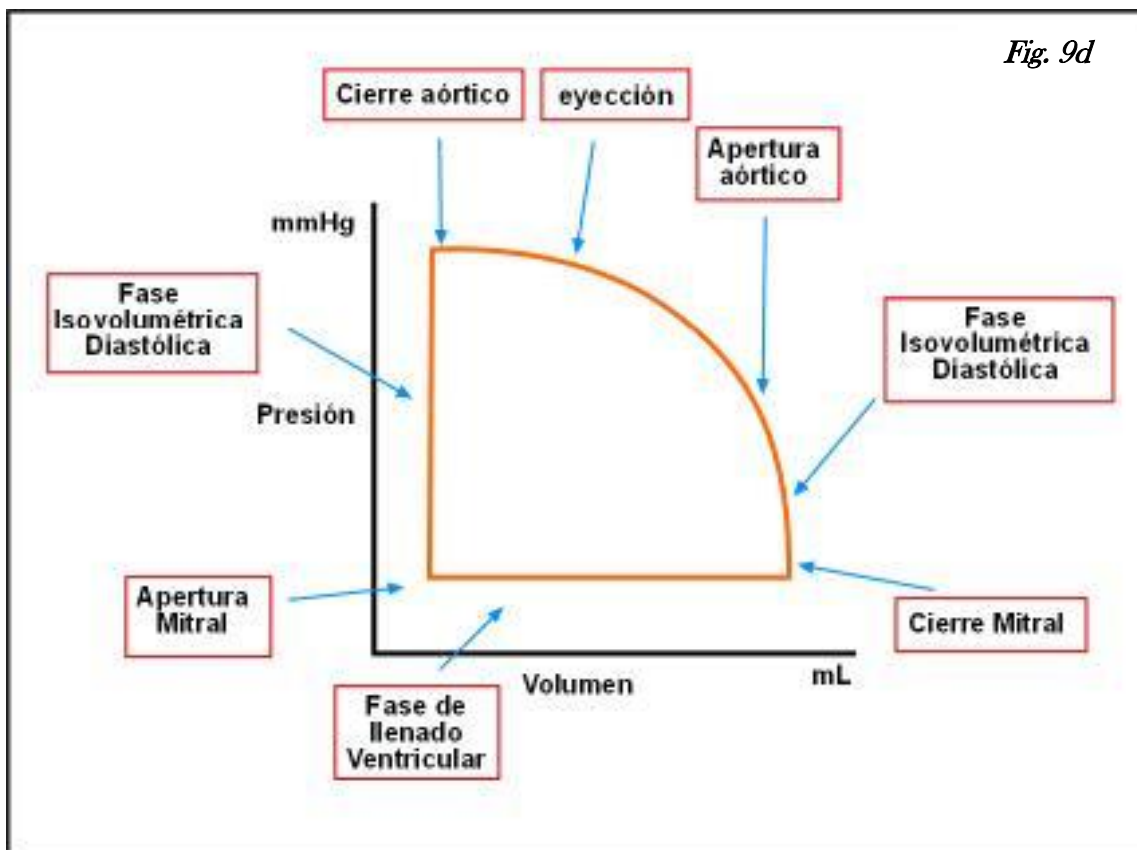 Fig. 9d
Cierre aórtico
eyección
Apertura
aórtico
mmHg
Fase
Isovolumétrica
Diastólica
Fase
Isovolumétrica
Diastólica
Presión
Apertura
Mitral
Cierre Mitral
Volumen
mL
Fase de
llenado
Ventricular